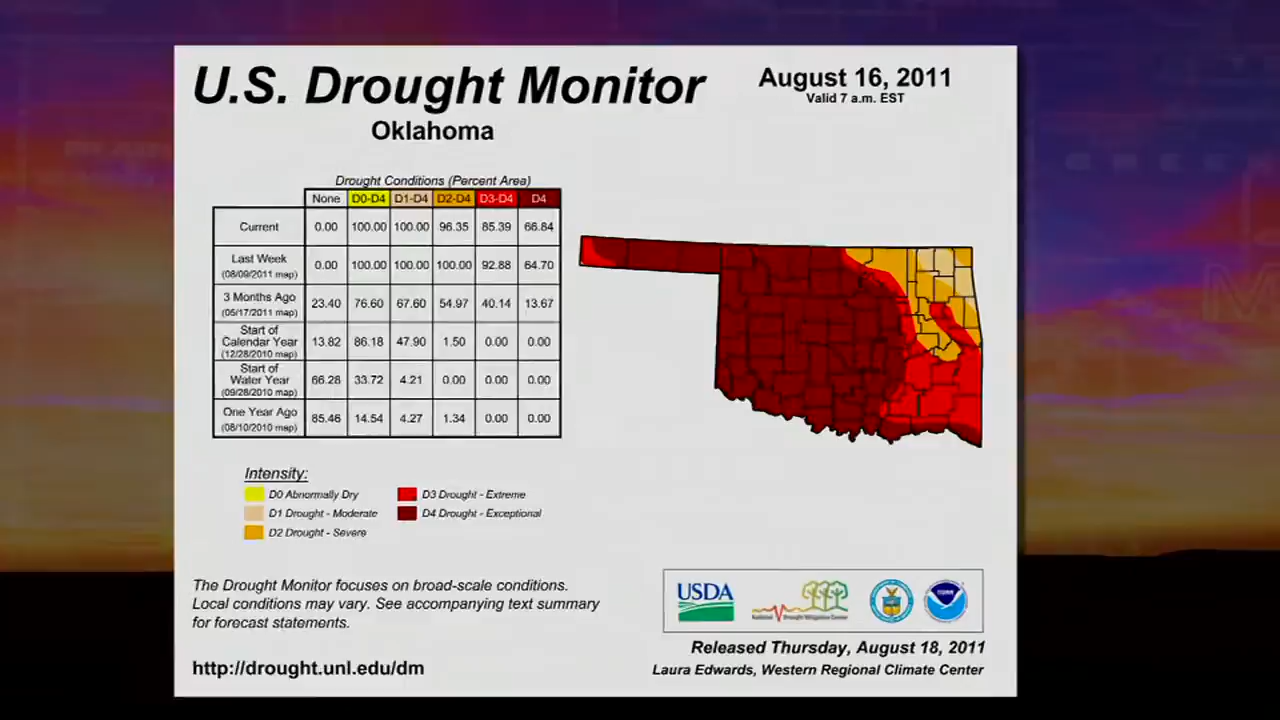 U.S. Drought Monitor
August 16, 2011
Valid 7 a.m. EST
Oklahoma
Drought Conditions (Percent Area)
None D0-D4 D1-D4 D2-D4 D3-D4 D4
Current 0.00 100.00 100.00 96.35 85.39 66.84
Last Week
(08/09/2011 map)
0.00 100.00 100.00 100.00 92.88 64.70
3 Months Ago
(05/17/2011 map)
23.40 76.60 67.60 54.97 40.14 13.67
Start of
Calendar Year
(12/28/2010 map)
13.82 86.18 47.90 1.50 0.00 0.00
Start of
Water Year
(09/28/2010 map)
66.28 33.72 4.21 0.00 0.00 0.00
One Year Ago
(08/10/2010 map)
85.46 14.54 4.27 1.34 0.00 0.00
Intensity:
D0 Abnormally Dry
D1 Drought - Moderate
D2 Drought - Severe
D3 Drought - Extreme
D4 Drought - Exceptional
The Drought Monitor focuses on broad-scale conditions.
Local conditions may vary. See accompanying text summary
for forecast statements.
http://drought.unl.edu/dm
USDA
National Drought Mitigation Center
Released Thursday, August 18, 2011
Laura Edwards, Western Regional Climate Center